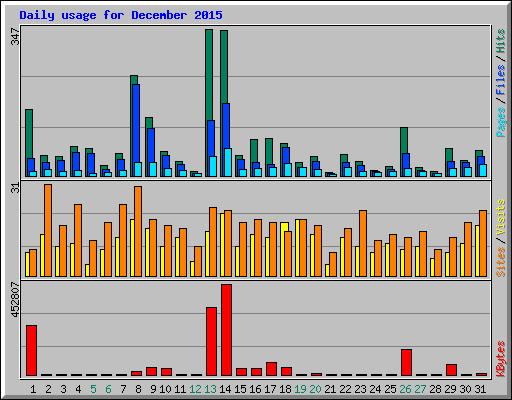 Daily usage for December 2015
347
Pages / Files / Hits
31
Sites / Visits
452807
KBytes
1 2 3 4 5 6 7 8 9 10 11 12 13 14 15 16 17 18 19 20 21 22 23 24 25 26 27 28 29 30 31